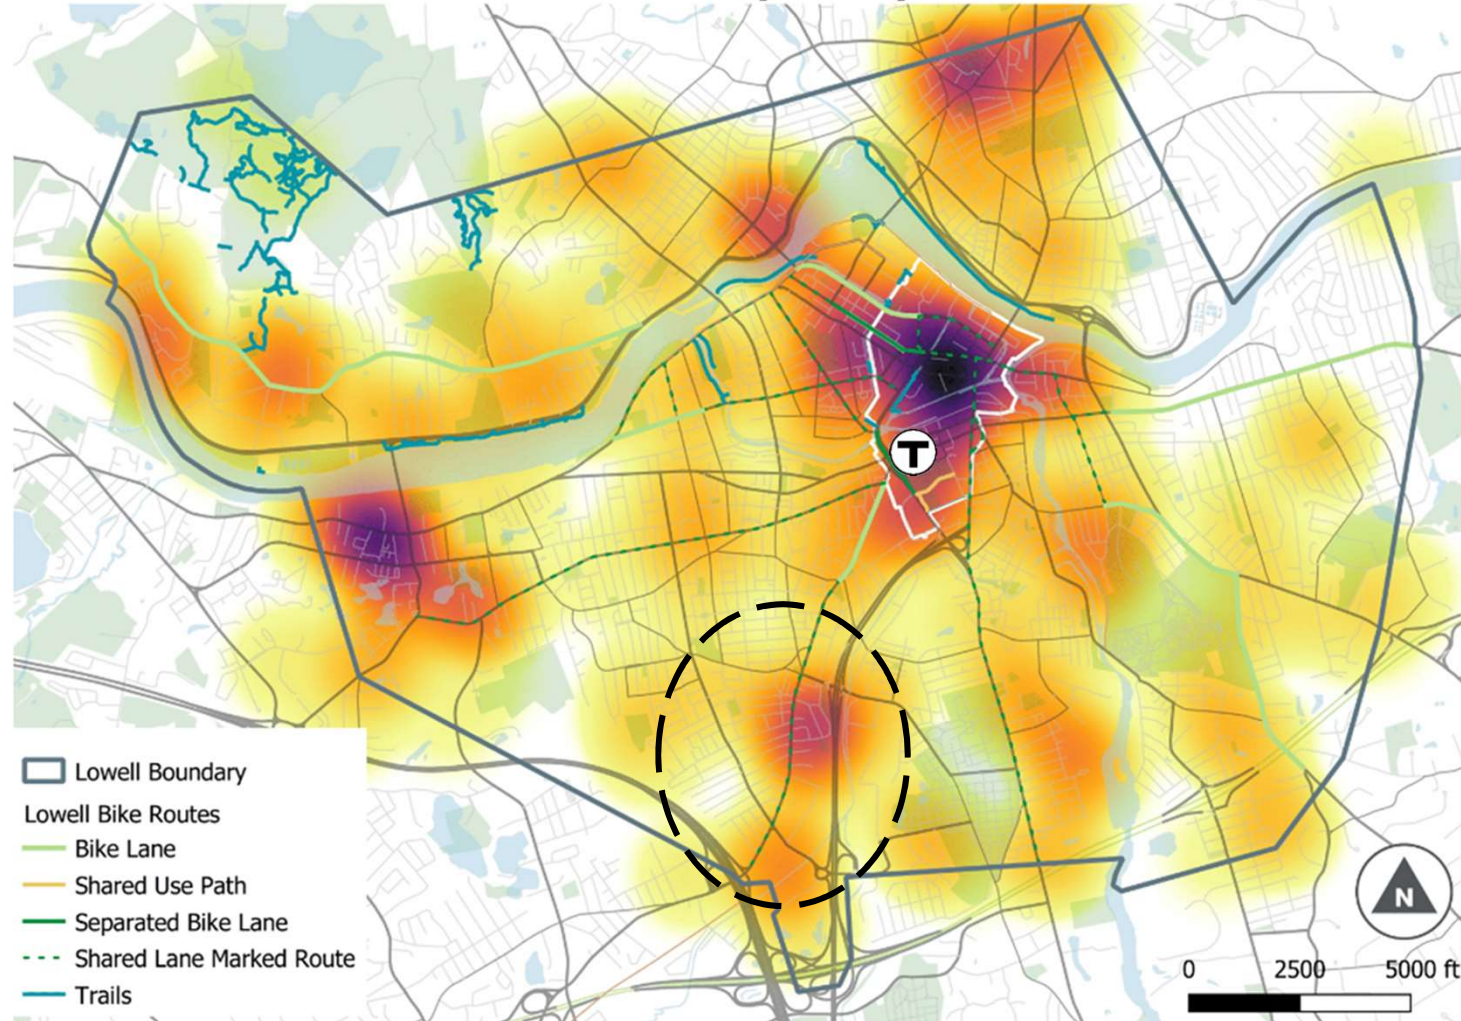 T
Lowell Boundary
Lowell Bike Routes
Bike Lane
Shared Use Path
Separated Bike Lane
Shared Lane Marked Route
Trails
N
0 2500 5000 ft